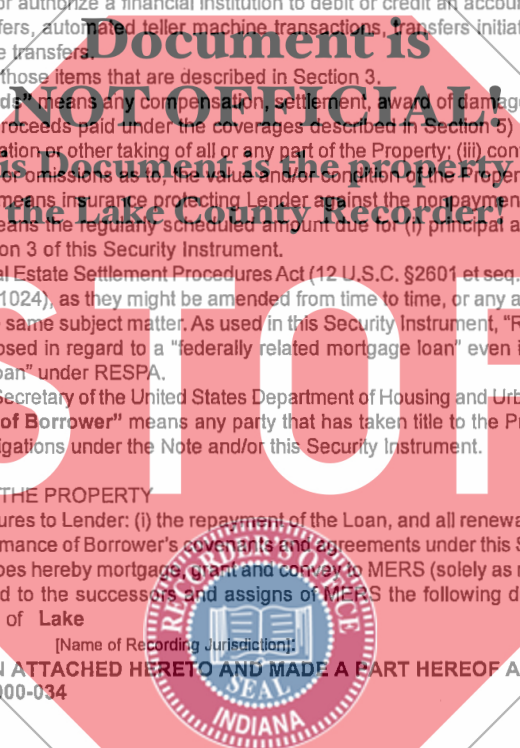 or authorize a financial institution to debit or credit an accou
fers, automated teller machine transactions, transfers initiat
e transfers.
Document is
those items that are described in Section 3.
ds" means any compensation, settlement, award of damag
NOT OFFICIAL!
roceeds paid under the coverages described in Section 5)
ation or other taking of all or any part of the Property; (iii) con
is Document is the property
or omissions as to, the value and/or condition of the Proper
means insurance protecting Lender against the nonpaymen
the Lake County Recorder!
eans the regularly scheduled amount due for (i) principal a
on 3 of this Security Instrument.
al Estate Settlement Procedures Act (12 U.S.C. §2601 et seq.
1024), as they might be amended from time to time, or any a
e same subject matter. As used in this Security Instrument, "R
osed in regard to a "federally related mortgage loan" even i
oan" under RESPA.
STOP
Secretary of the United States Department of Housing and Urb
of Borrower" means any party that has taken title to the Pr
igations under the Note and/or this Security Instrument.
THE PROPERTY
ures to Lender: (i) the repayment of the Loan, and all renewa
rmance of Borrower's covenants and agreements under this S
oes hereby mortgage, grant and convey to MERS (solely as n
d to the successors and assigns of MERS the following d
of Lake
[Name of Recording Jurisdiction]:
N ATTACHED HERETO AND MADE A PART HEREOF A
000-034
RECORDER'S OFFICE
SEAL
INDIANA